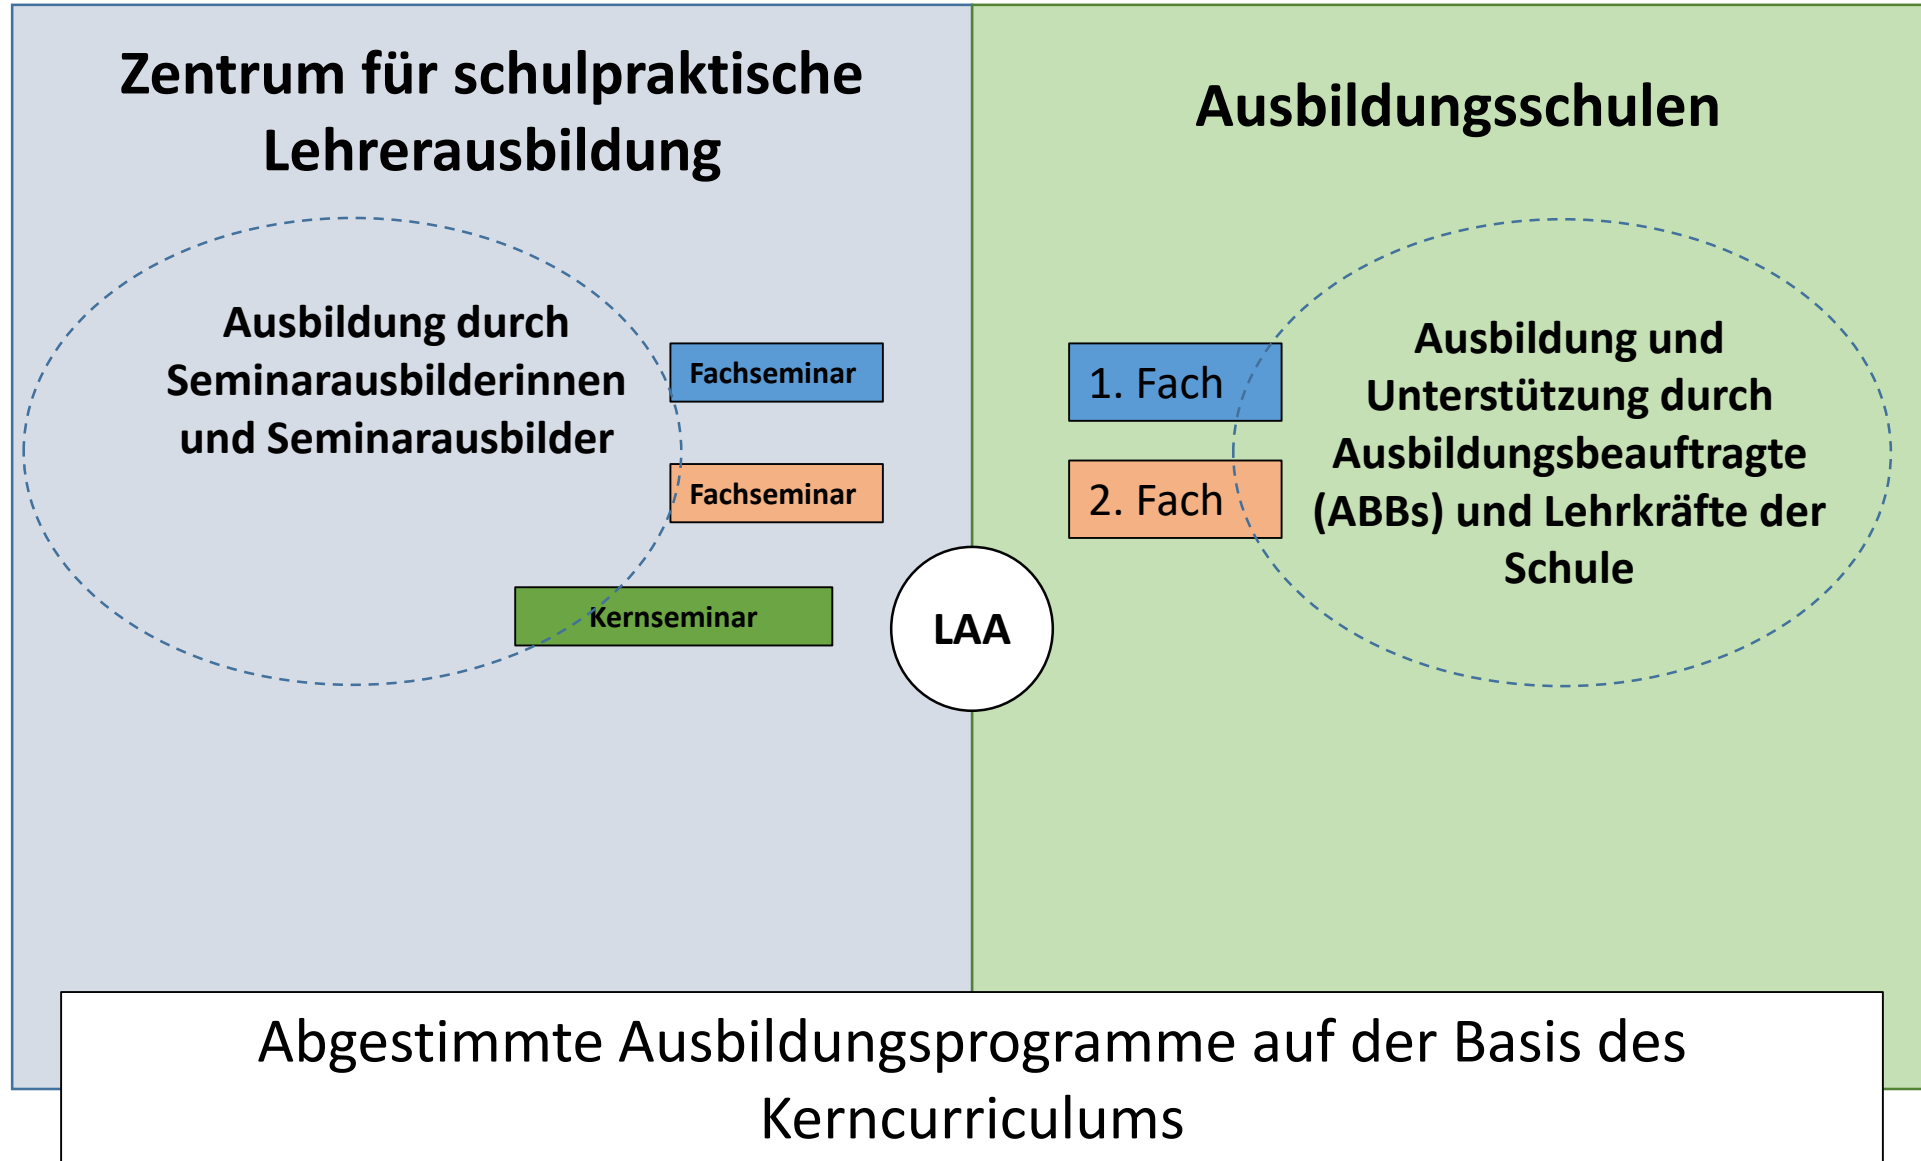 Zentrum für schulpraktische
Lehrerausbildung
Ausbildung durch
Seminarausbilderinnen
und Seminarausbilder
Fachseminar
Fachseminar
Kernseminar
LAA
Ausbildungsschulen
1. Fach
2. Fach
Ausbildung und
Unterstützung durch
Ausbildungsbeauftragte
(ABBs) und Lehrkräfte der
Schule
Abgestimmte Ausbildungsprogramme auf der Basis des
Kerncurriculums